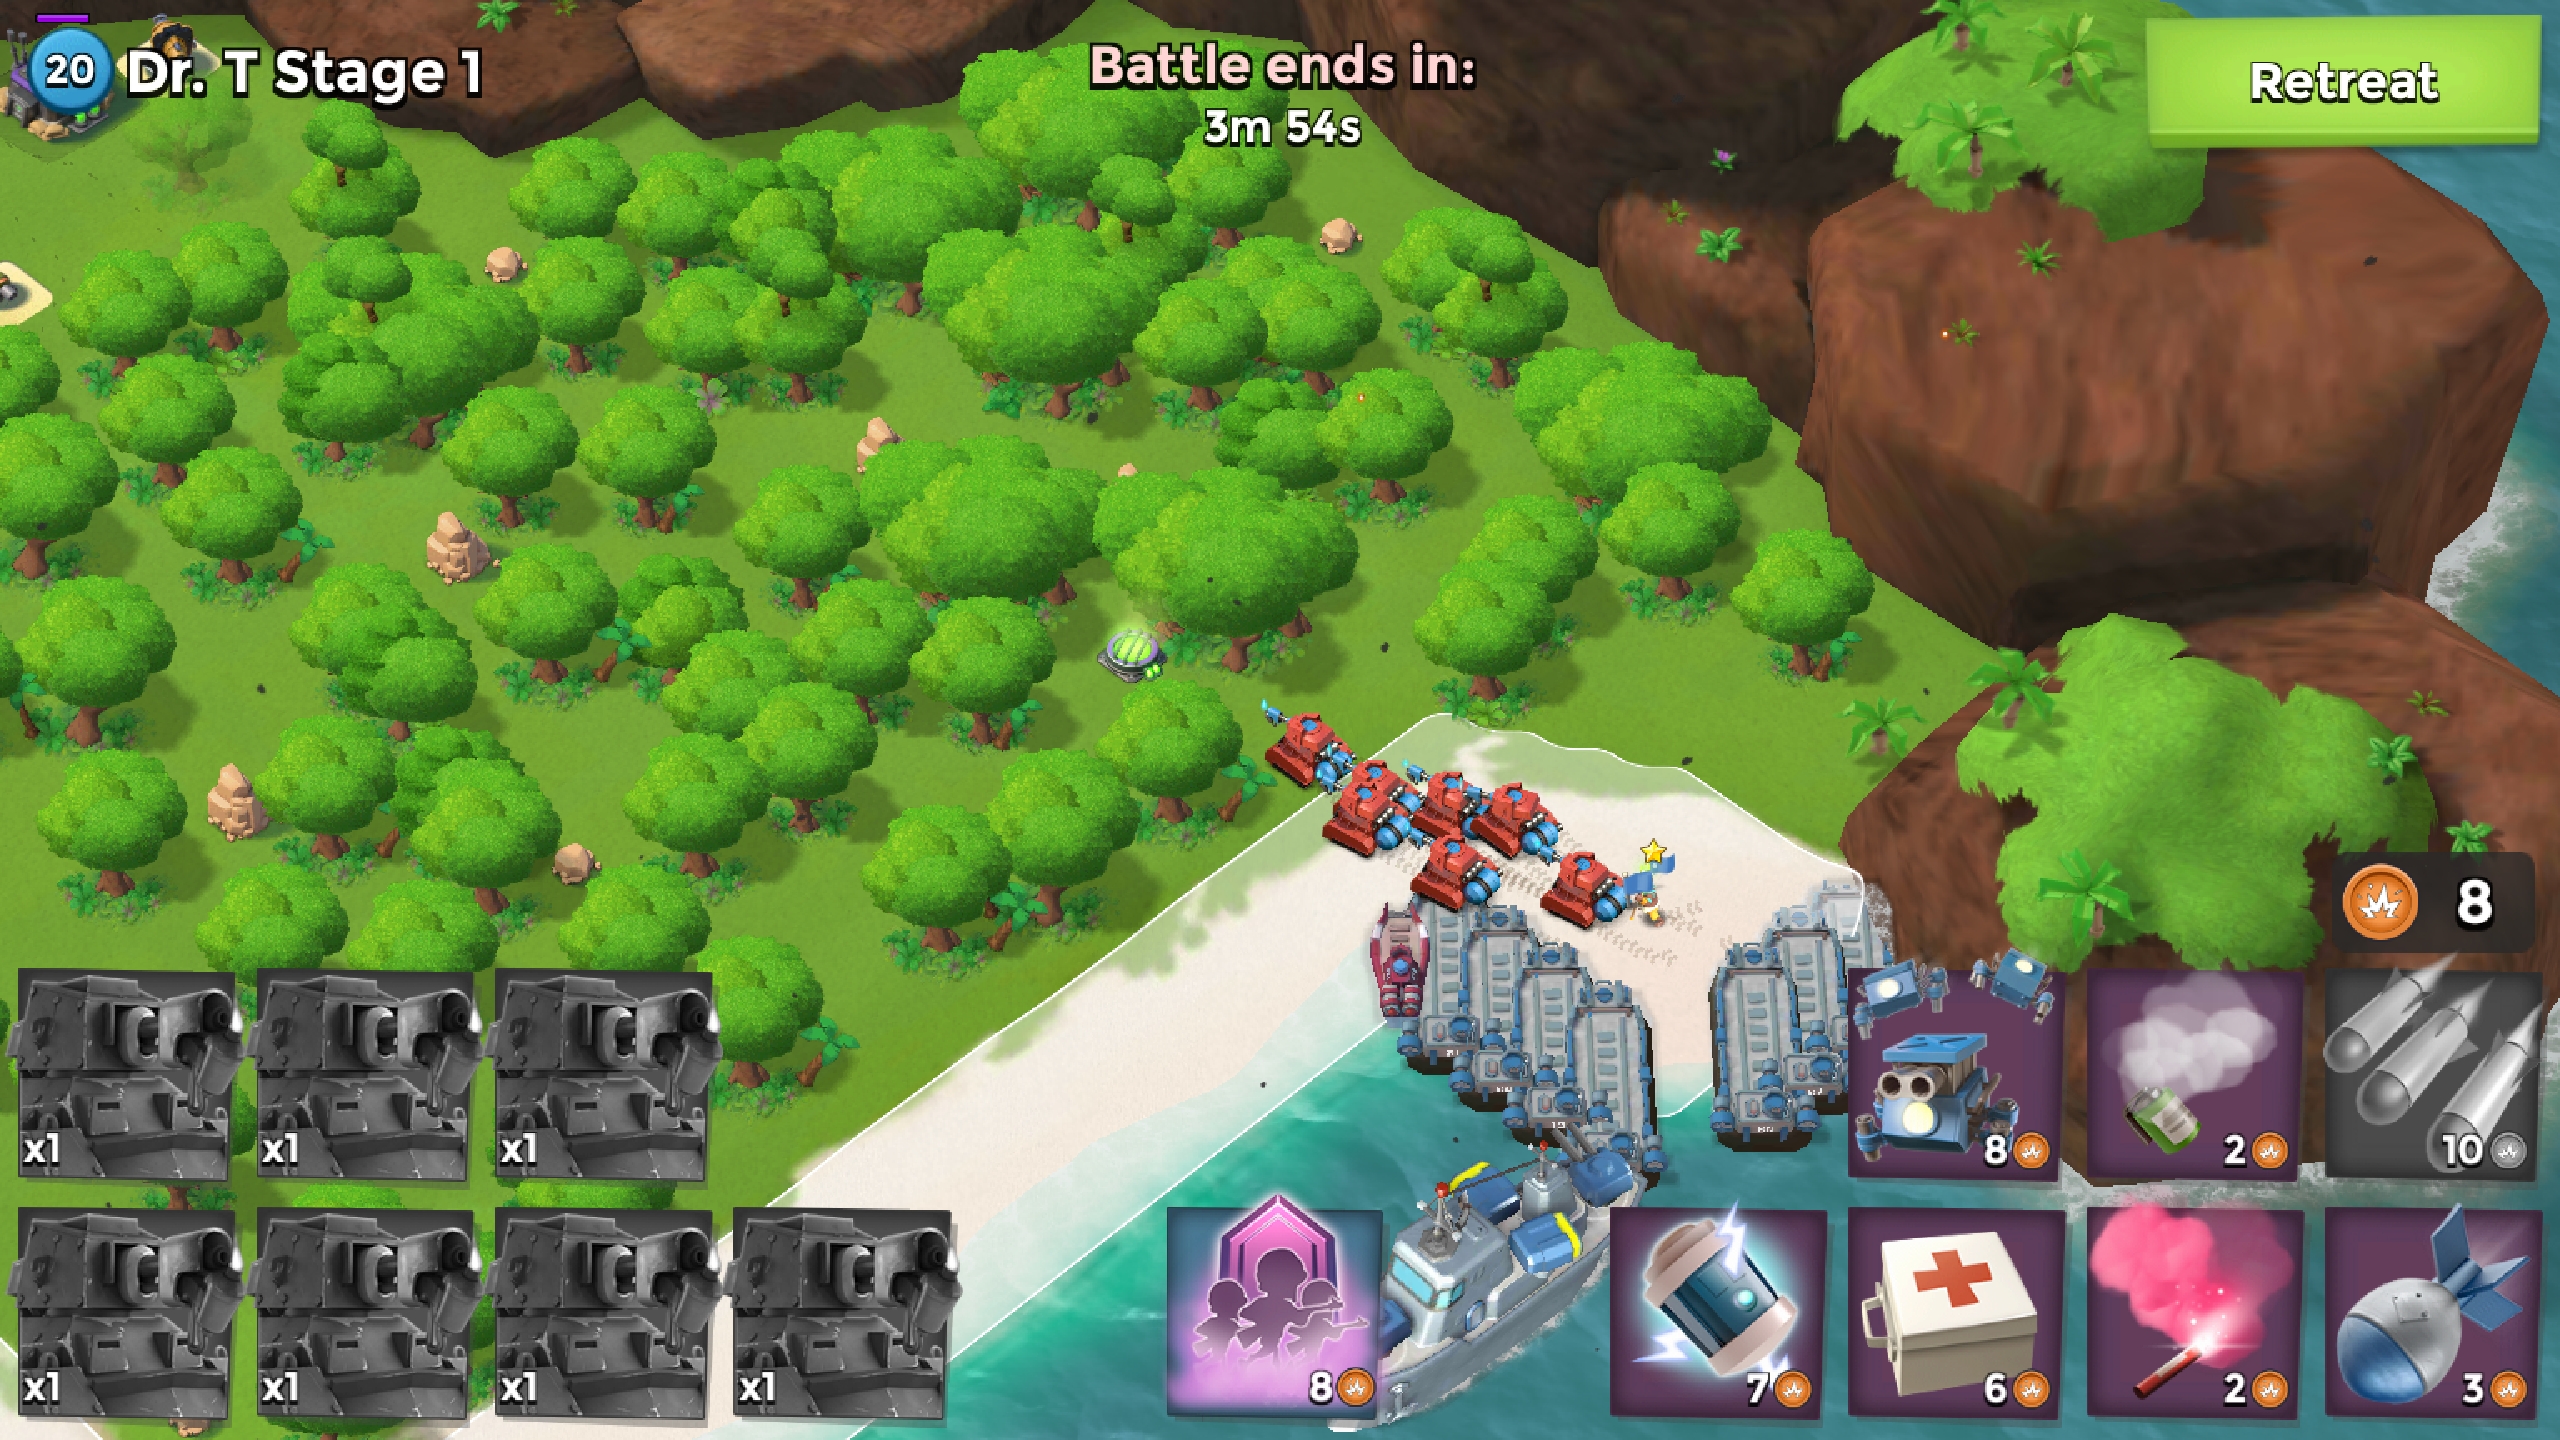 20 Dr. T Stage 1
Battle ends in:
3m 54s
Retreat
8
x1 x1 x1
8 2 10
x1 x1 x1 x1
8 7 6 2 3